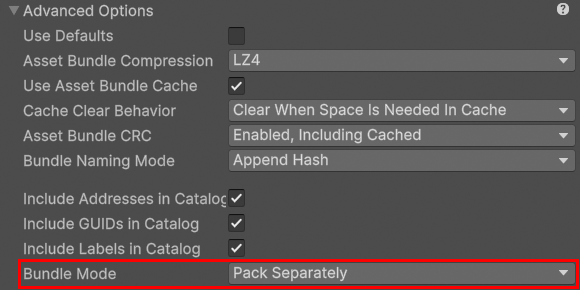 Advanced Options
Use Defaults
Asset Bundle Compression LZ4
Use Asset Bundle Cache
Cache Clear Behavior Clear When Space Is Needed In Cache
Asset Bundle CRC Enabled, Including Cached
Bundle Naming Mode Append Hash
Include Addresses in Catalog
Include GUIDs in Catalog
Include Labels in Catalog
Bundle Mode Pack Separately